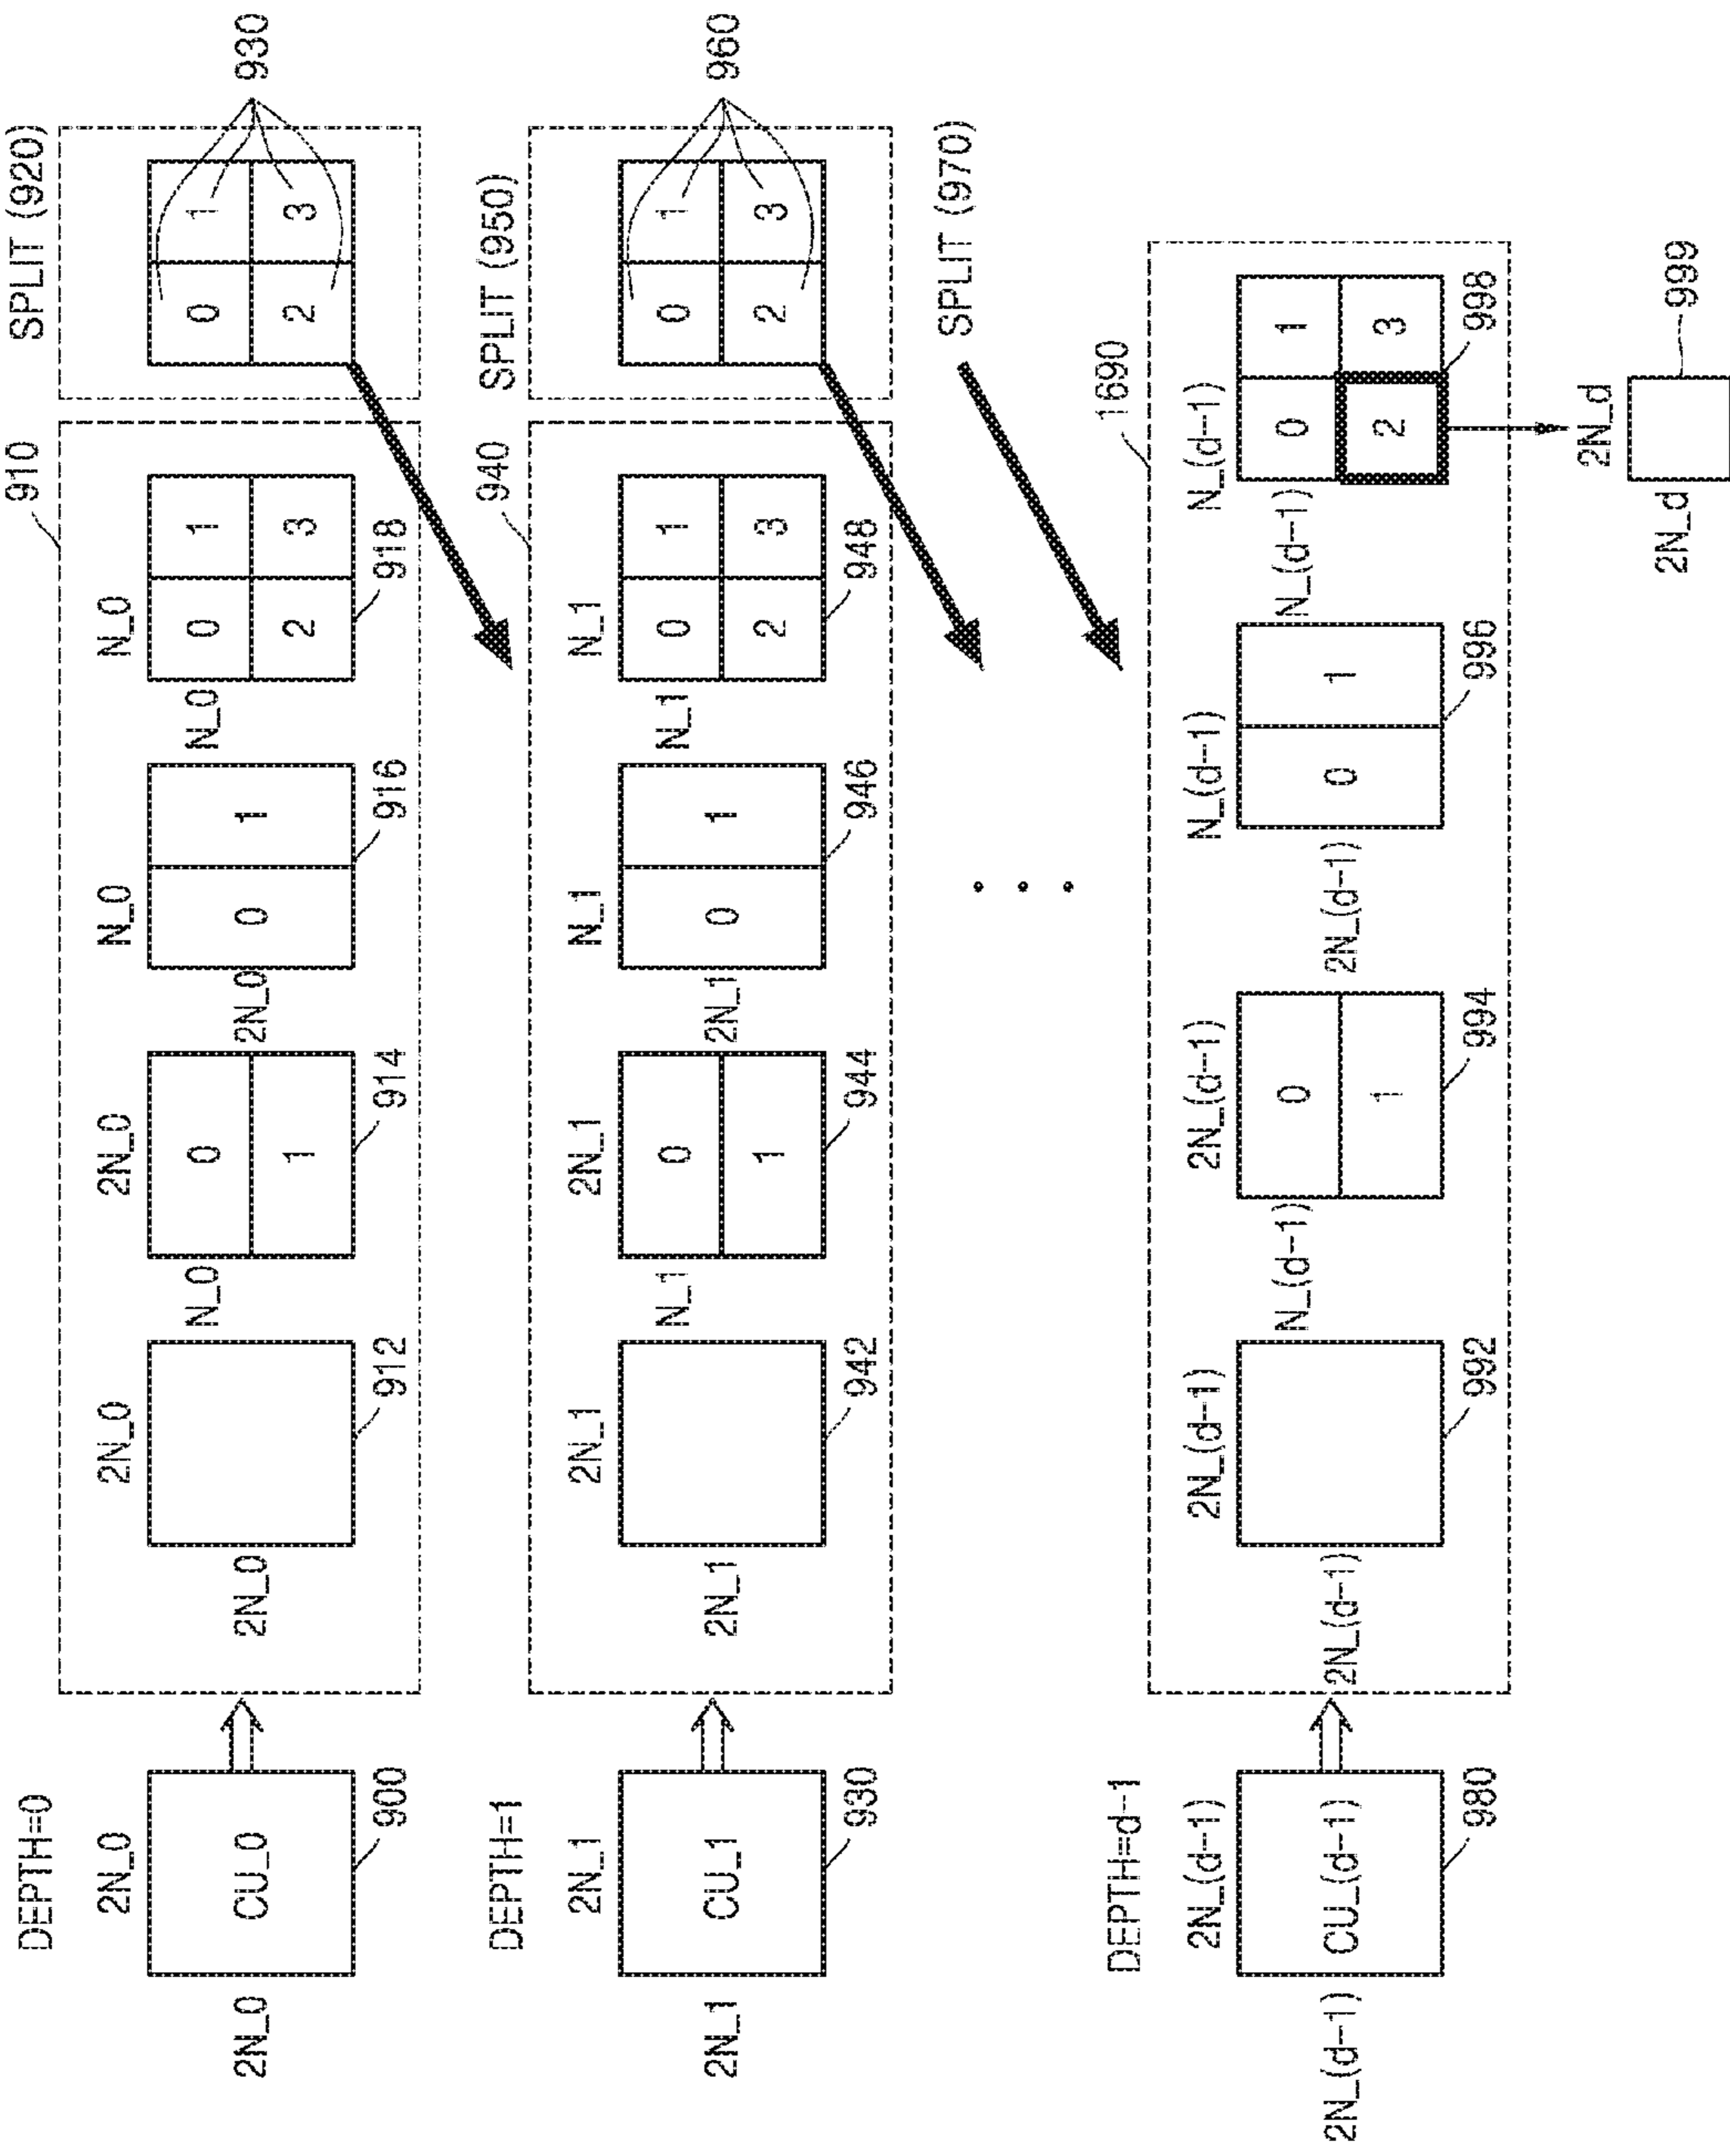 DEPTH=0
910
SPLIT (920)
2N_0
2N_0
2N_0
N_0
N_0
2N_0
CU_0
2N_0
N_0
0
1
2N_0
0
1
N_0
0
1
2
3
0
1
2
3
930
900
912
914
916
918
DEPTH=1
940
SPLIT (950)
2N_1
2N_1
2N_1
N_1
N_1
2N_1
CU_1
2N_1
N_1
0
1
2N_1
0
1
N_1
0
1
2
3
0
1
2
3
960
930
942
944
946
948
SPLIT (970)
DEPTH=d-1
1690
2N_(d-1)
2N_(d-1)
2N_(d-1)
N_(d-1)
N_(d-1)
2N_(d-1)
CU_(d-1)
2N_(d-1)
N_(d-1)
0
1
2N_(d-1)
0
1
N_(d-1)
0
1
2
3
980
992
994
996
998
2N_d
2N_d
999